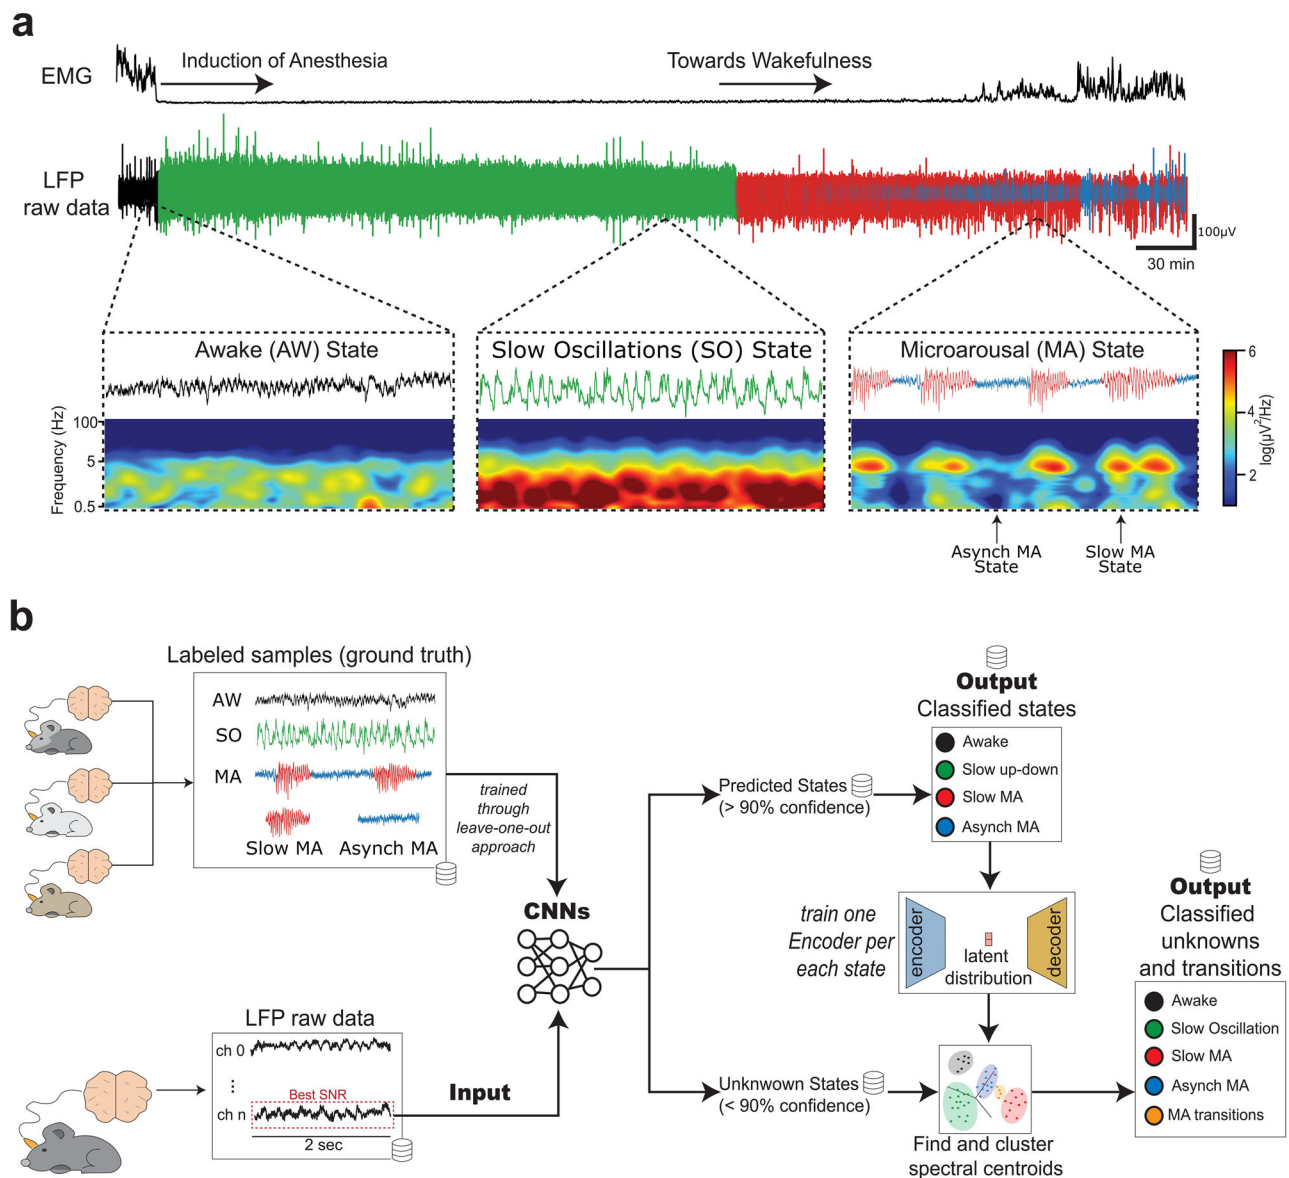 a
EMG
Induction of Anesthesia
Towards Wakefulness
LFP
raw data
100μV
30 min
Awake (AW) State
Slow Oscillations (SO) State
Microarousal (MA) State
Frequency (Hz)
100
5
0.5
6
4
2
log(μV²/Hz)
Asynch MA
State
Slow MA
State
b
Labeled samples (ground truth)
AW
SO
MA
Slow MA
Asynch MA
trained
through
leave-one-out
approach
CNNs
LFP raw data
ch 0
⋮
Best SNR
ch n
2 sec
Input
Predicted States
(> 90% confidence)
Unknwown States
(< 90% confidence)
Output
Classified states
Awake
Slow up-down
Slow MA
Asynch MA
train one
Encoder per
each state
encoder
latent
distribution
decoder
Find and cluster
spectral centroids
Output
Classified
unknowns
and transitions
Awake
Slow Oscillation
Slow MA
Asynch MA
MA transitions